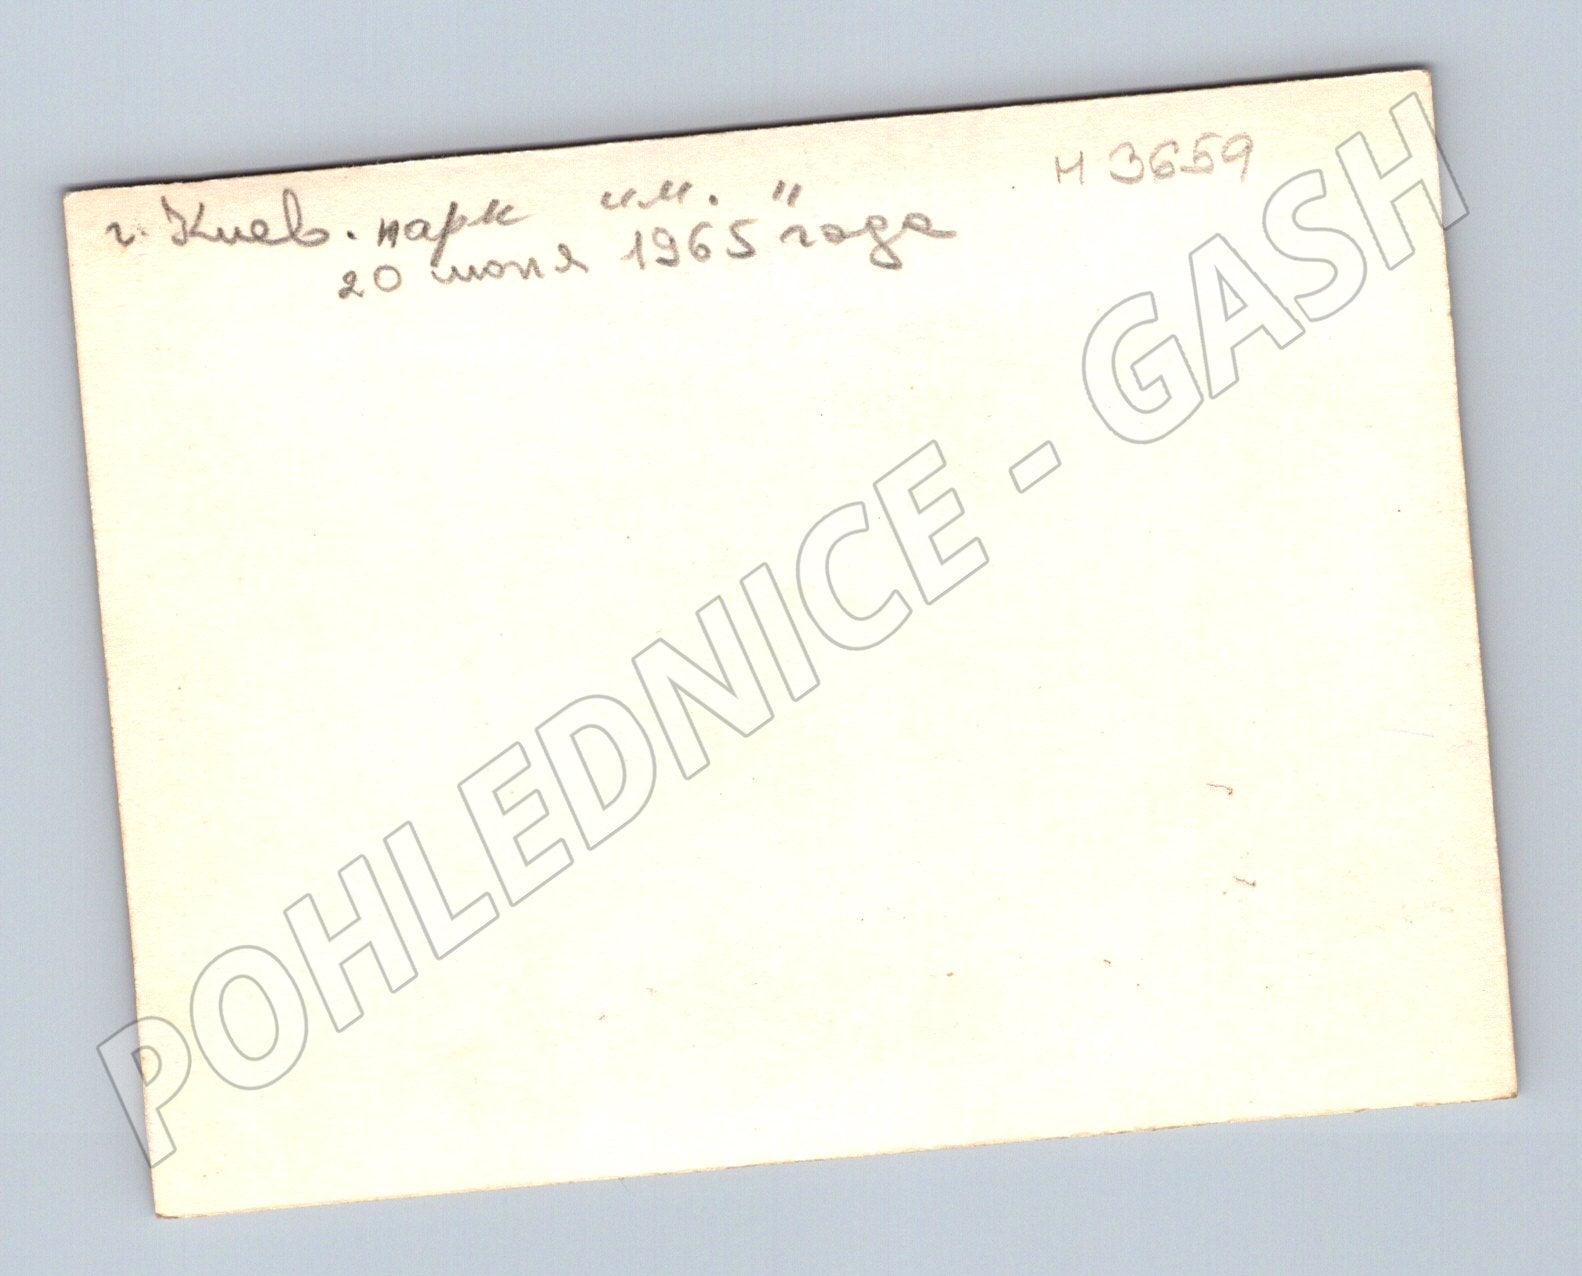 г. Киев. парк "им. "
20 июня 1965 года
н 3659
POHLEDNICE - GASH